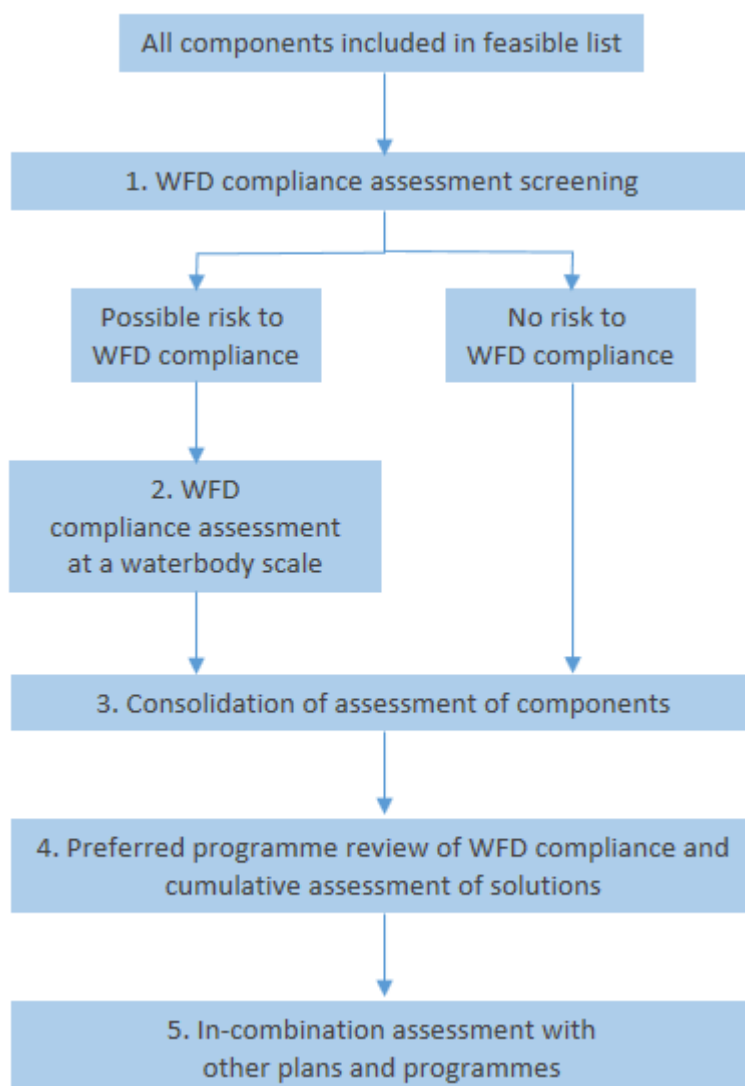 All components included in feasible list
1. WFD compliance assessment screening
Possible risk to
WFD compliance
No risk to
WFD compliance
2. WFD
compliance assessment
at a waterbody scale
3. Consolidation of assessment of components
4. Preferred programme review of WFD compliance and
cumulative assessment of solutions
5. In-combination assessment with
other plans and programmes